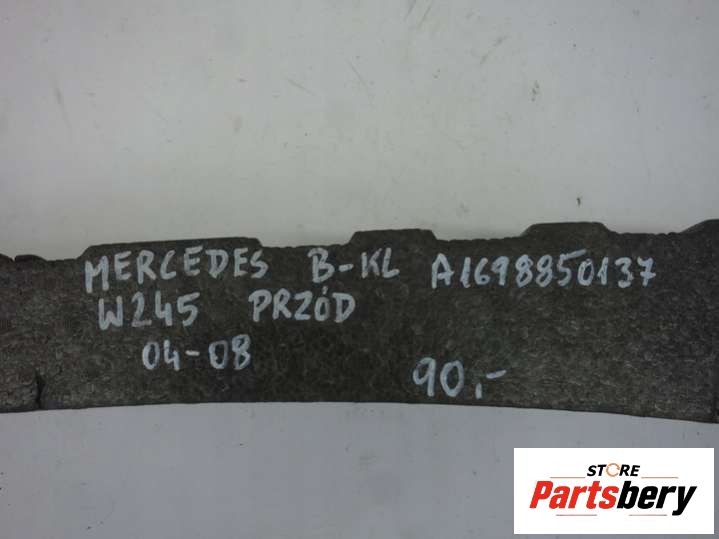 MERCEDES B-KL A1698850137
W245 PRZÓD
04-08 90,-
STORE
Partsbery